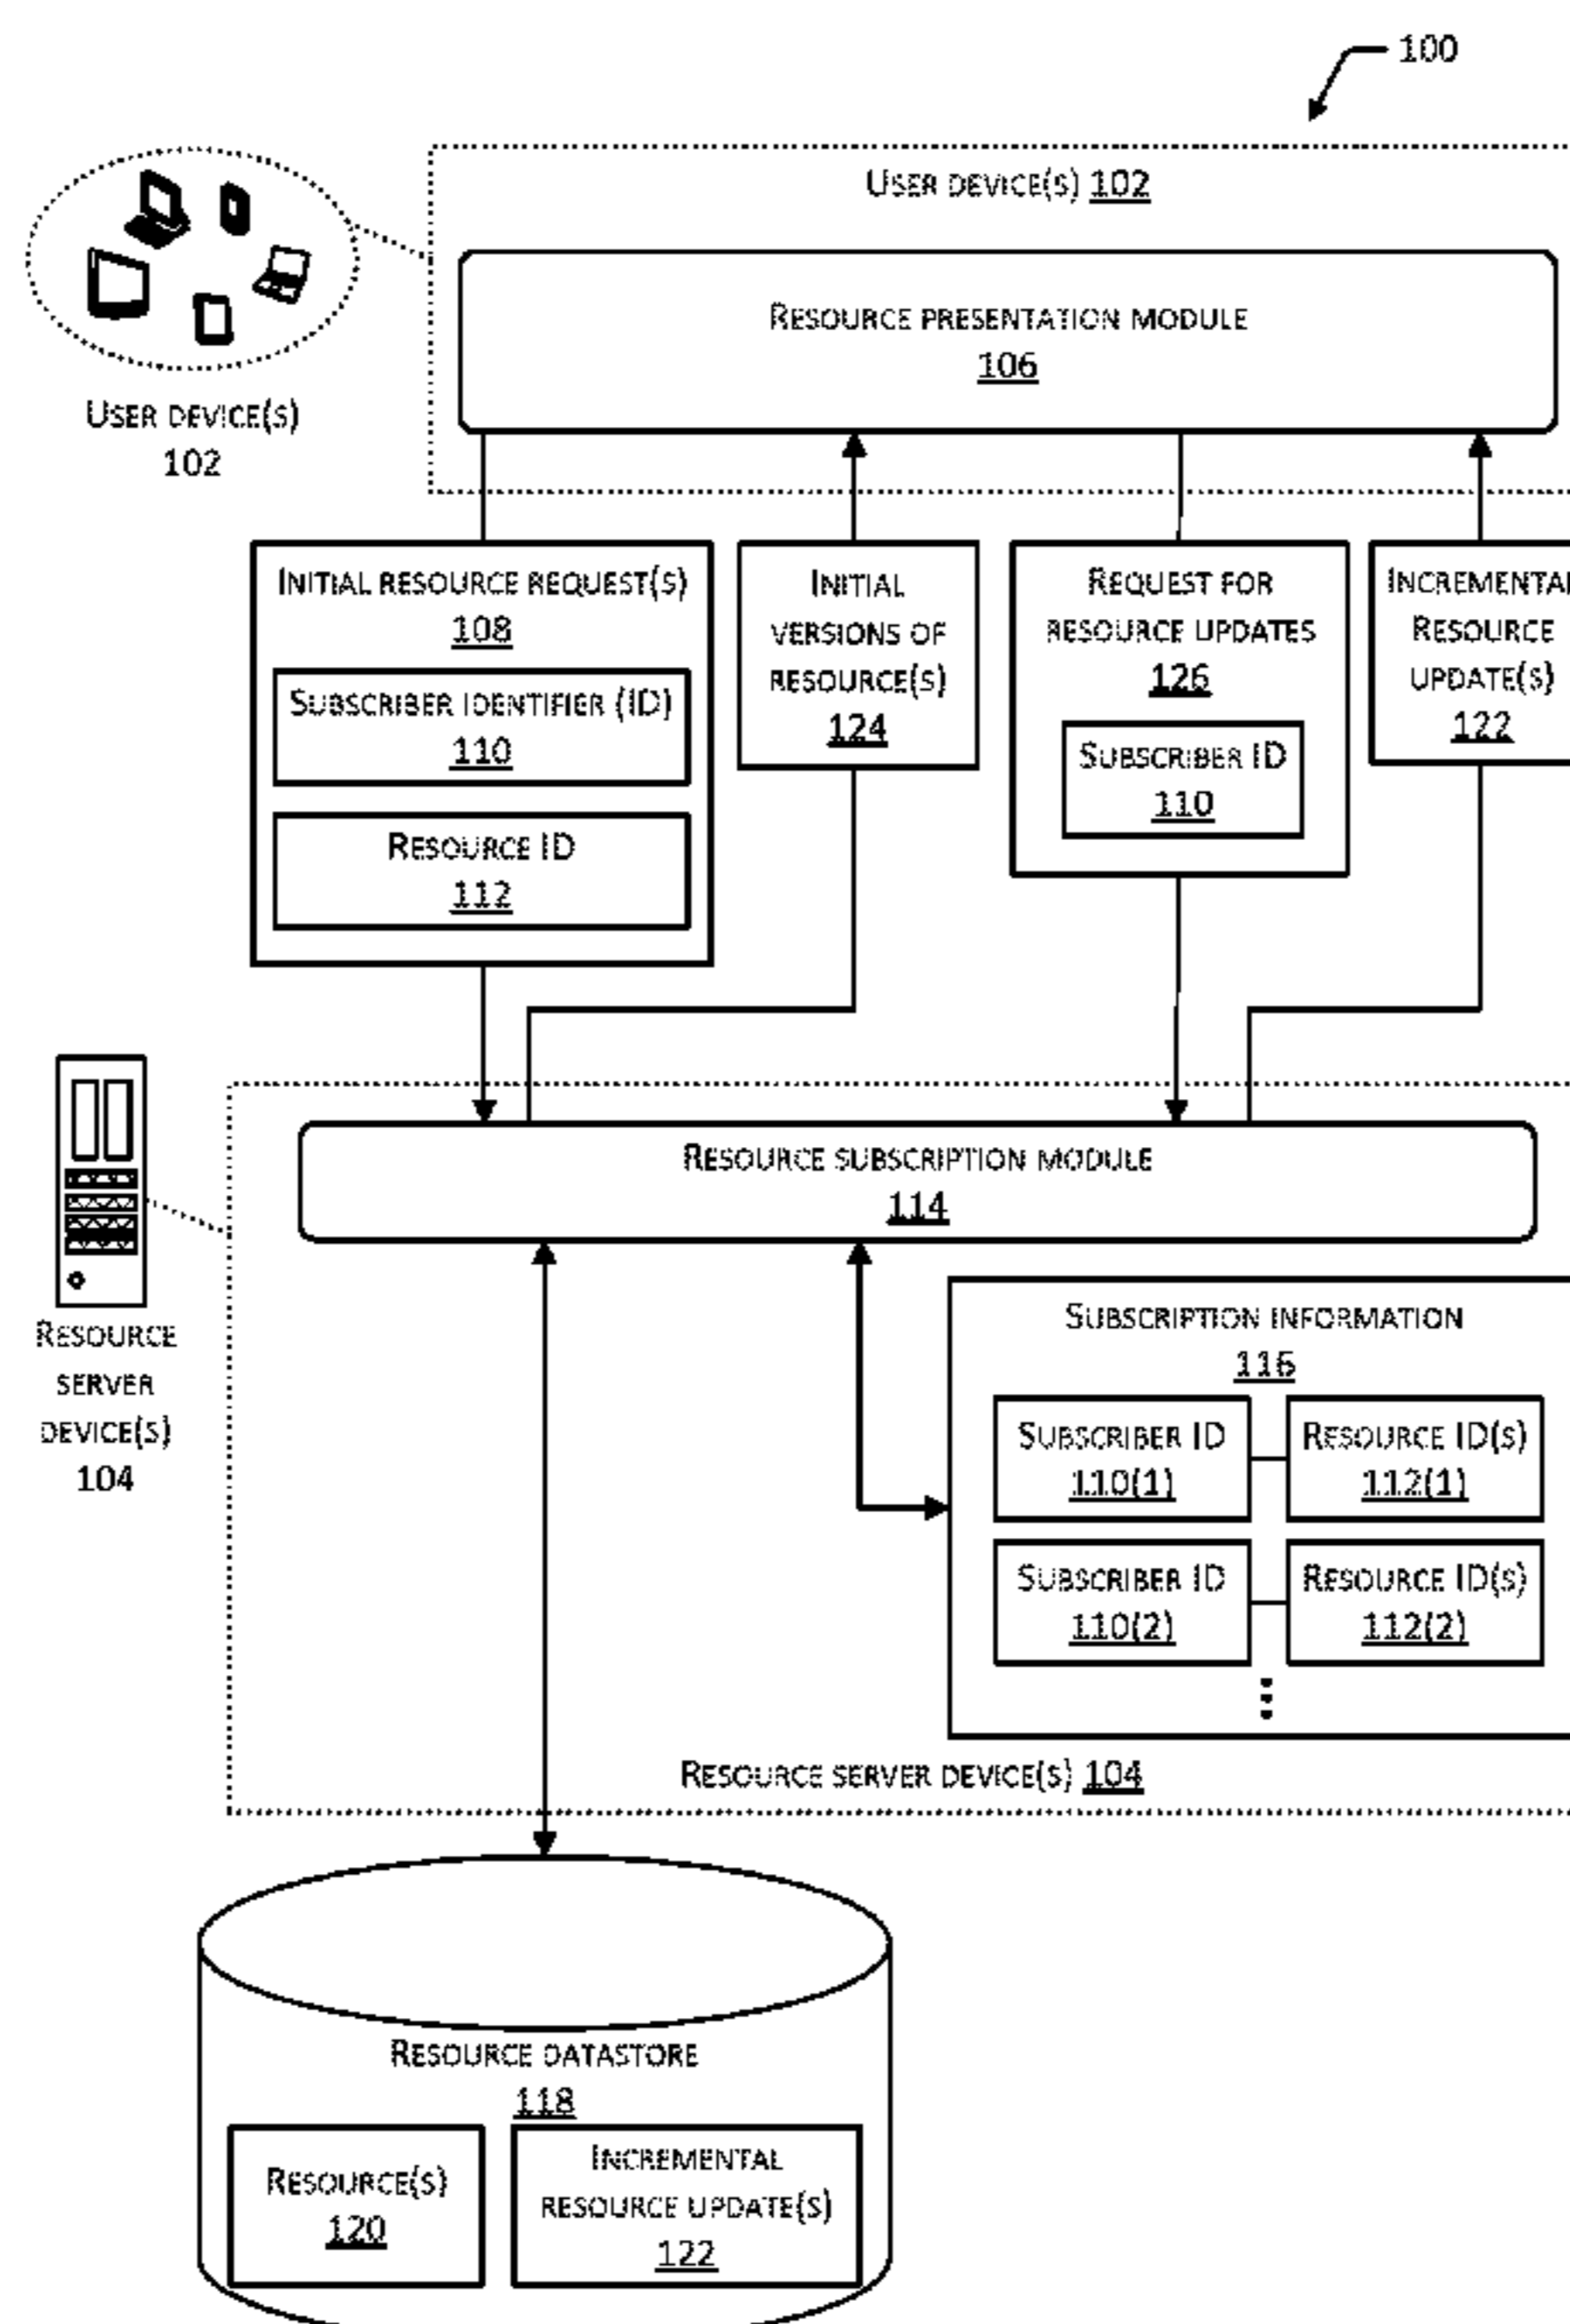 100
User device(s) 102
Resource presentation module
106
User device(s)
102
Initial resource request(s)
108
Subscriber identifier (ID)
110
Resource ID
112
Initial
versions of
resource(s)
124
Request for
resource updates
126
Subscriber ID
110
Incremental
Resource
update(s)
122
Resource subscription module
114
Resource
server
device(s)
104
Subscription information
116
Subscriber ID
110(1)
Resource ID(s)
112(1)
Subscriber ID
110(2)
Resource ID(s)
112(2)
Resource server device(s) 104
Resource datastore
118
Resource(s)
120
Incremental
resource update(s)
122